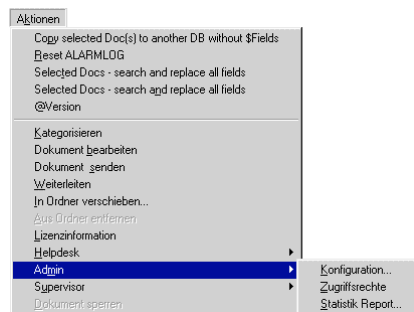 Aktionen
Copy selected Doc(s) to another DB without $Fields
Reset ALARMLOG
Selected Docs - search and replace all fields
Selected Docs - search and replace all fields
@Version
Kategorisieren
Dokument bearbeiten
Dokument senden
Weiterleiten
In Ordner verschieben...
Aus Ordner entfernen
Lizenzinformation
Helpdesk
Admin
Konfiguration...
Supervisor
Zugriffsrechte
Dokument sperren
Statistik Report...